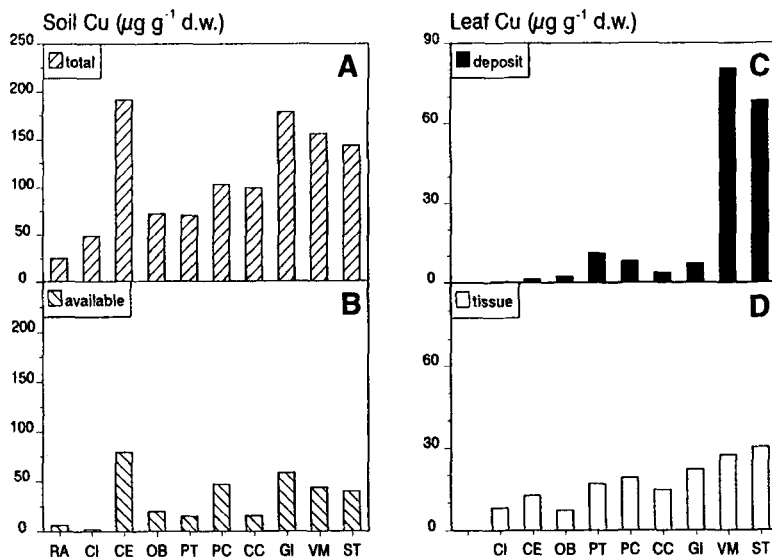 Soil Cu (µg g⁻¹ d.w.)
250
200
150
100
50
0
total
A
200
150
100
50
0
available
B
RA CI CE OB PT PC CC GI VM ST
Leaf Cu (µg g⁻¹ d.w.)
90
60
30
0
deposit
C
60
30
0
tissue
D
CI CE OB PT PC CC GI VM ST